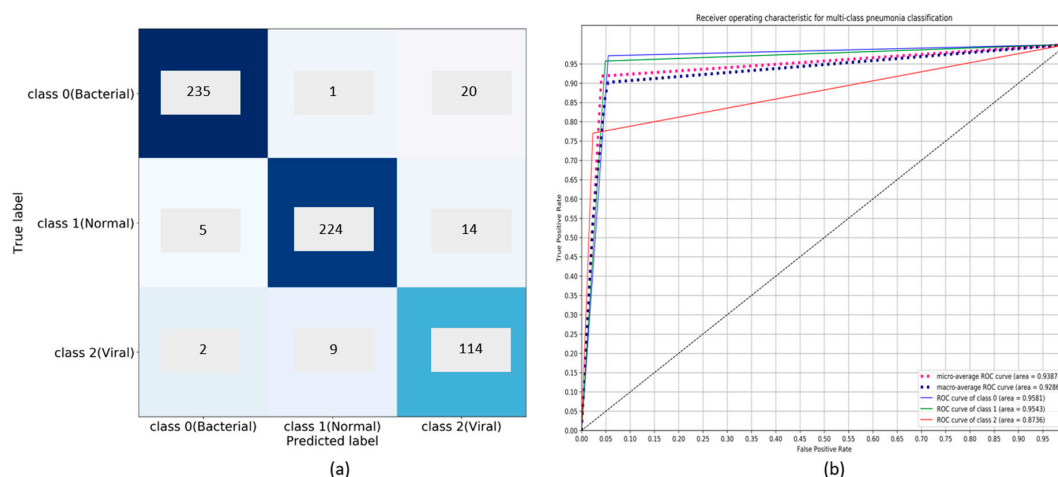 class 0(Bacterial)
235
1
20
True label
class 1(Normal)
5
224
14
class 2(Viral)
2
9
114
class 0(Bacterial)
class 1(Normal)
class 2(Viral)
Predicted label
(a)
Receiver operating characteristic for multi-class pneumonia classification
True Positive Rate
0.95
0.90
0.85
0.80
0.75
0.70
0.65
0.60
0.55
0.50
0.45
0.40
0.35
0.30
0.25
0.20
0.15
0.10
0.05
0.00
micro-average ROC curve (area = 0.9387
macro-average ROC curve (area = 0.9286
ROC curve of class 0 (area = 0.9581)
ROC curve of class 1 (area = 0.9543)
ROC curve of class 2 (area = 0.8736)
0.00 0.05 0.10 0.15 0.20 0.25 0.30 0.35 0.40 0.45 0.50 0.55 0.60 0.65 0.70 0.75 0.80 0.85 0.90 0.95
False Positive Rate
(b)